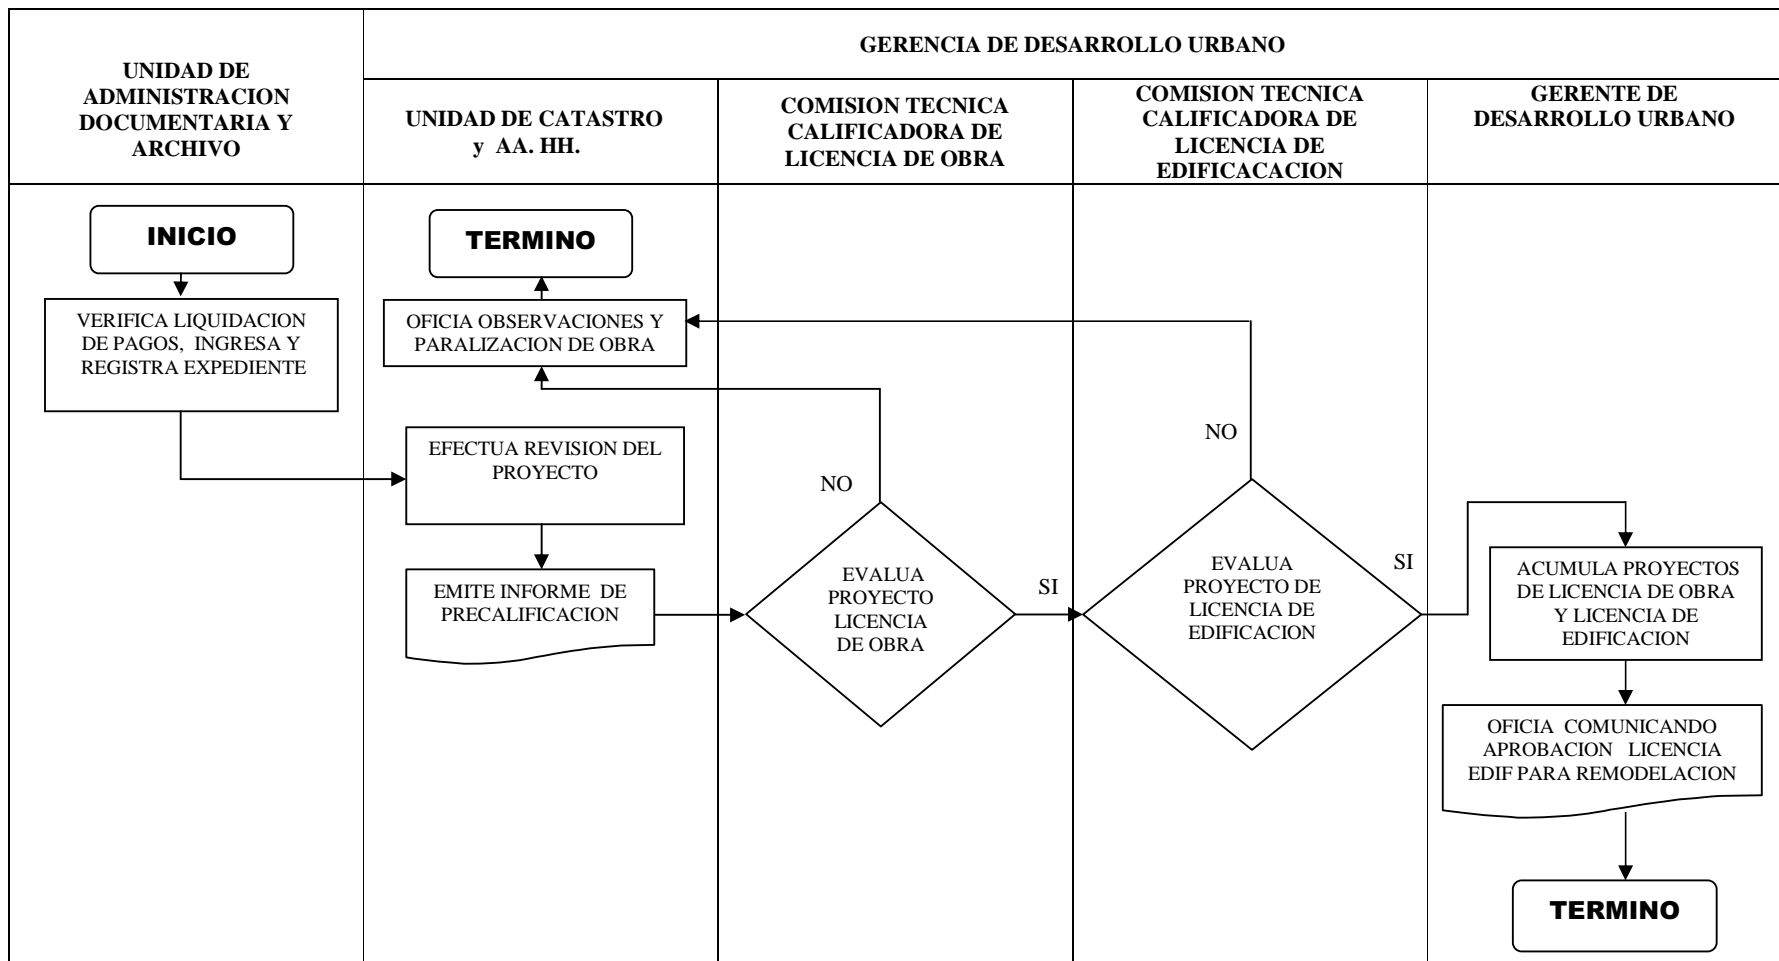 GERENCIA DE DESARROLLO URBANO
UNIDAD DE
ADMINISTRACION
DOCUMENTARIA Y
ARCHIVO
UNIDAD DE CATASTRO
y AA. HH.
COMISION TECNICA
CALIFICADORA DE
LICENCIA DE OBRA
COMISION TECNICA
CALIFICADORA DE
LICENCIA DE
EDIFICACACION
GERENTE DE
DESARROLLO URBANO
INICIO
VERIFICA LIQUIDACION
DE PAGOS, INGRESA Y
REGISTRA EXPEDIENTE
TERMINO
OFICIA OBSERVACIONES Y
PARALIZACION DE OBRA
EFECTUA REVISION DEL
PROYECTO
EMITE INFORME DE
PRECALIFICACION
NO
EVALUA
PROYECTO
LICENCIA
DE OBRA
SI
NO
EVALUA
PROYECTO DE
LICENCIA DE
EDIFICACION
SI
ACUMULA PROYECTOS
DE LICENCIA DE OBRA
Y LICENCIA DE
EDIFICACION
OFICIA COMUNICANDO
APROBACION LICENCIA
EDIF PARA REMODELACION
TERMINO